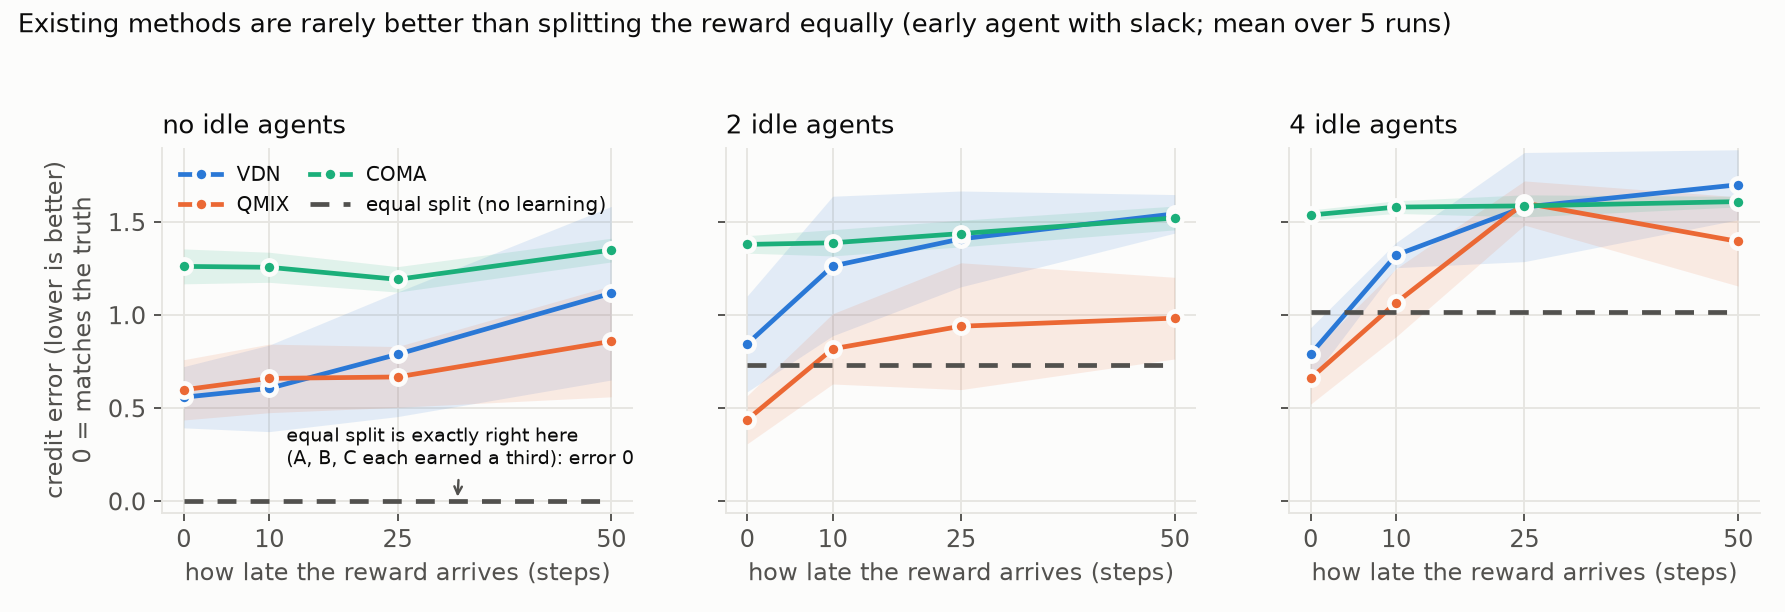 Existing methods are rarely better than splitting the reward equally (early agent with slack; mean over 5 runs)
no idle agents
2 idle agents
4 idle agents
credit error (lower is better)
0 = matches the truth
VDN
COMA
QMIX
equal split (no learning)
1.5
1.0
0.5
0.0
equal split is exactly right here
(A, B, C each earned a third): error 0
0 10 25 50
0 10 25 50
0 10 25 50
how late the reward arrives (steps)
how late the reward arrives (steps)
how late the reward arrives (steps)